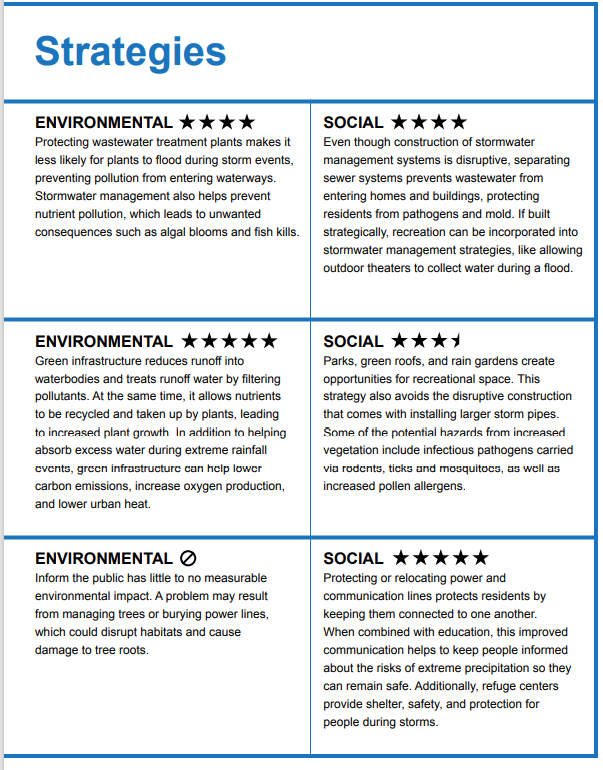 Strategies
ENVIRONMENTAL ★★★★
Protecting wastewater treatment plants makes it
less likely for plants to flood during storm events,
preventing pollution from entering waterways.
Stormwater management also helps prevent
nutrient pollution, which leads to unwanted
consequences such as algal blooms and fish kills.
SOCIAL ★★★★
Even though construction of stormwater
management systems is disruptive, separating
sewer systems prevents wastewater from
entering homes and buildings, protecting
residents from pathogens and mold. If built
strategically, recreation can be incorporated into
stormwater management strategies, like allowing
outdoor theaters to collect water during a flood.
ENVIRONMENTAL ★★★★★
Green infrastructure reduces runoff into
waterbodies and treats runoff water by filtering
pollutants. At the same time, it allows nutrients
to be recycled and taken up by plants, leading
to increased plant growth. In addition to helping
absorb excess water during extreme rainfall
events, green infrastructure can help lower
carbon emissions, increase oxygen production,
and lower urban heat.
SOCIAL ★★★⯨
Parks, green roofs, and rain gardens create
opportunities for recreational space. This
strategy also avoids the disruptive construction
that comes with installing larger storm pipes.
Some of the potential hazards from increased
vegetation include infectious pathogens carried
via rodents, ticks and mosquitoes, as well as
increased pollen allergens.
ENVIRONMENTAL ⊘
Inform the public has little to no measurable
environmental impact. A problem may result
from managing trees or burying power lines,
which could disrupt habitats and cause
damage to tree roots.
SOCIAL ★★★★★
Protecting or relocating power and
communication lines protects residents by
keeping them connected to one another.
When combined with education, this improved
communication helps to keep people informed
about the risks of extreme precipitation so they
can remain safe. Additionally, refuge centers
provide shelter, safety, and protection for
people during storms.